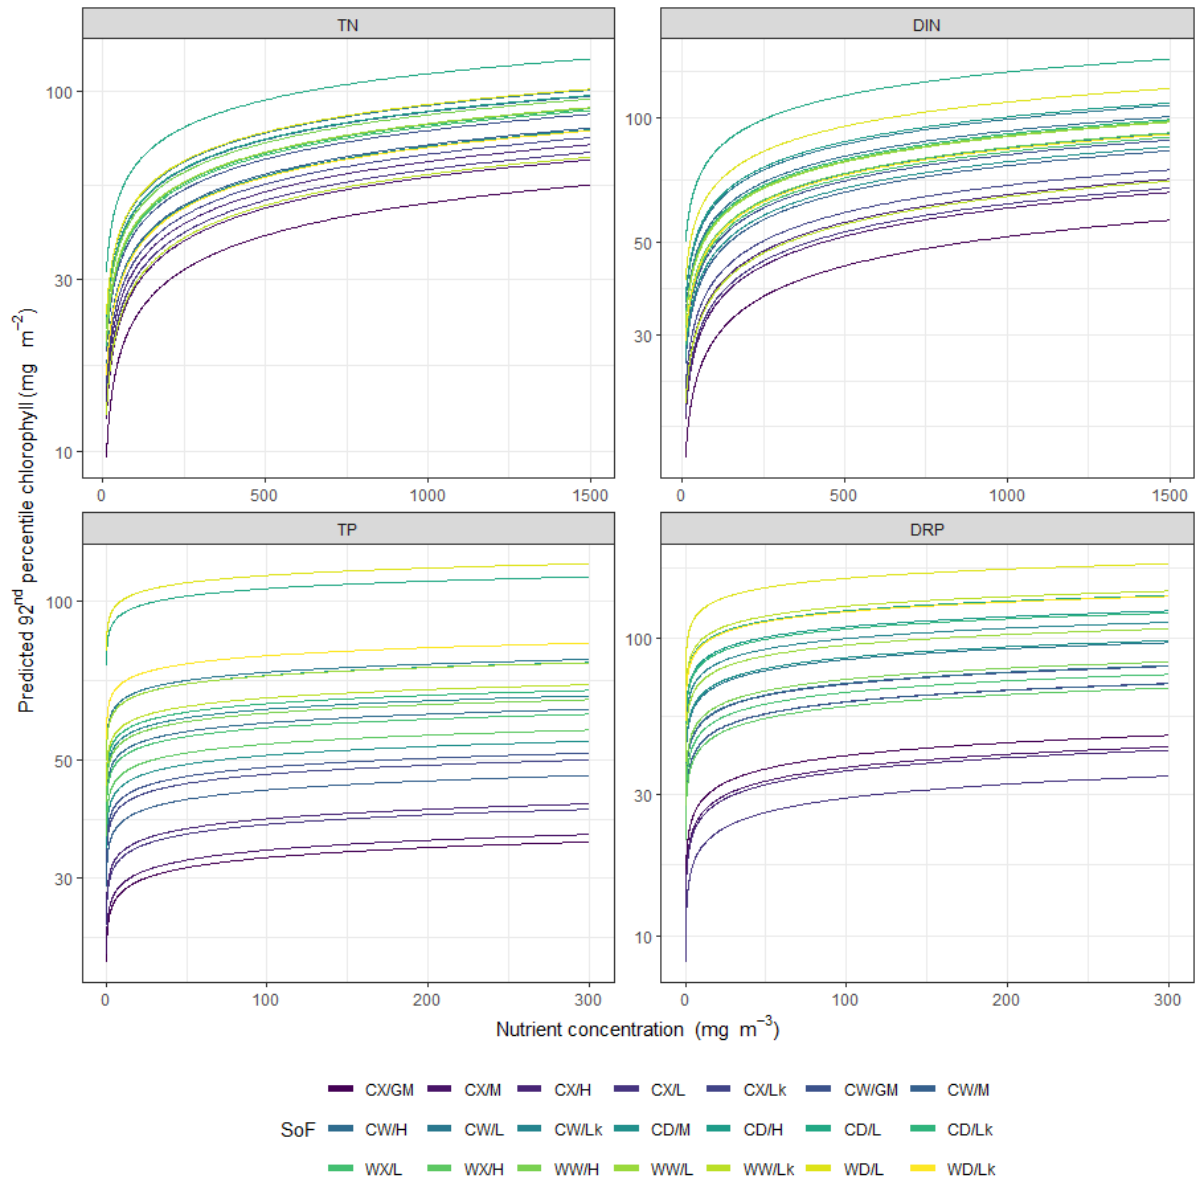 TN
DIN
100
30
10
0 500 1000 1500
100
50
30
0 500 1000 1500
TP
DRP
100
50
30
0 100 200 300
100
30
10
0 100 200 300
Predicted 92nd percentile chlorophyll (mg m−2)
Nutrient concentration (mg m−3)
SoF
CX/GM CX/M CX/H CX/L CX/Lk CW/GM CW/M
CW/H CW/L CW/Lk CD/M CD/H CD/L CD/Lk
WX/L WX/H WW/H WW/L WW/Lk WD/L WD/Lk